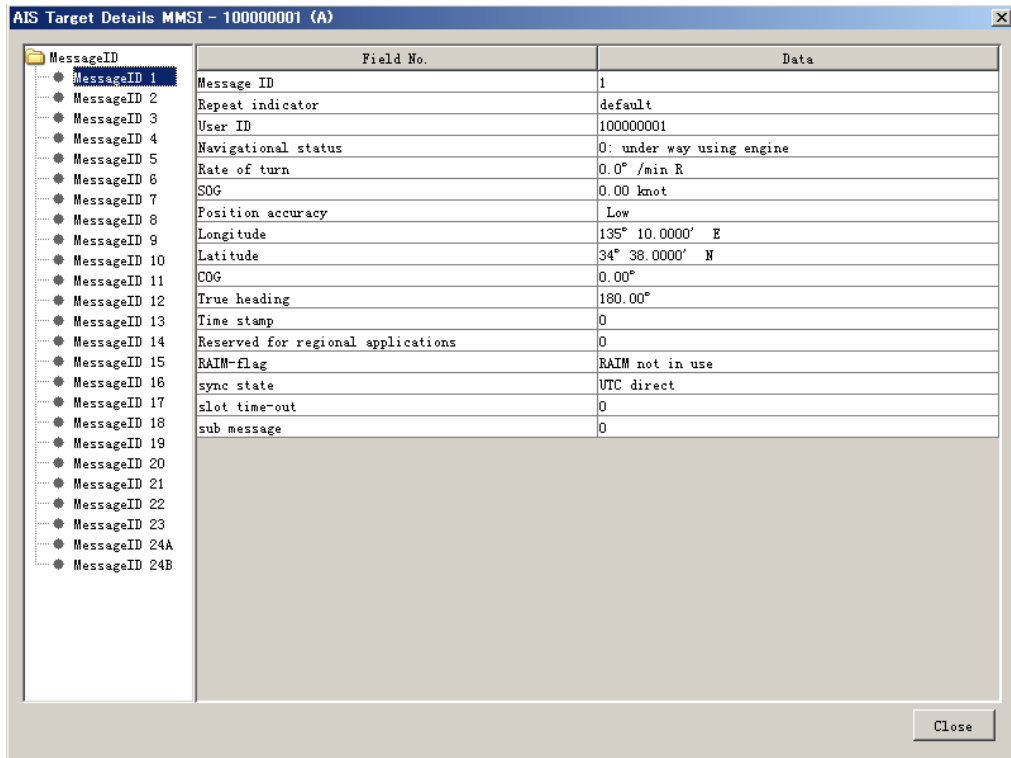 AIS Target Details MMSI - 100000001 (A)
MessageID
MessageID 1
MessageID 2
MessageID 3
MessageID 4
MessageID 5
MessageID 6
MessageID 7
MessageID 8
MessageID 9
MessageID 10
MessageID 11
MessageID 12
MessageID 13
MessageID 14
MessageID 15
MessageID 16
MessageID 17
MessageID 18
MessageID 19
MessageID 20
MessageID 21
MessageID 22
MessageID 23
MessageID 24A
MessageID 24B
Field No. Data
Message ID 1
Repeat indicator default
User ID 100000001
Navigational status 0: under way using engine
Rate of turn 0.0° /min R
SOG 0.00 knot
Position accuracy Low
Longitude 135° 10.0000' E
Latitude 34° 38.0000' N
COG 0.00°
True heading 180.00°
Time stamp 0
Reserved for regional applications 0
RAIM-flag RAIM not in use
sync state UTC direct
slot time-out 0
sub message 0
Close